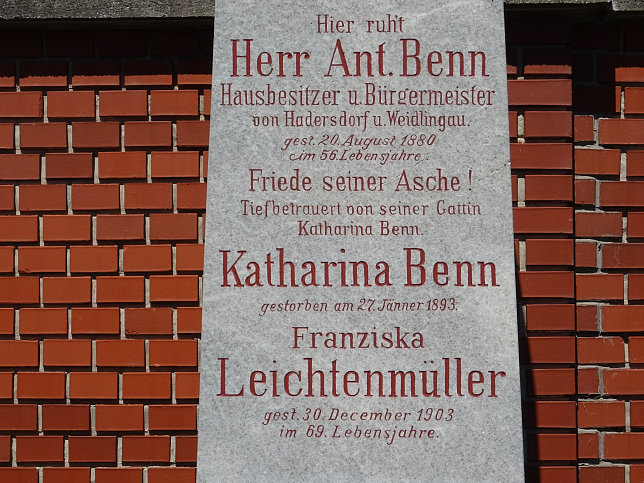 Hier ruh't
Herr Ant. Benn
Hausbesitzer u. Bürgermeister
von Hadersdorf u. Weidlingau.
gest. 20. August 1880
im 56. Lebensjahre.
Friede seiner Asche!
Tiefbetrauert von seiner Gattin
Katharina Benn.
Katharina Benn
gestorben am 27. Jänner 1893.
Franziska
Leichtenmüller
gest. 30. December 1903
im 69. Lebensjahre.